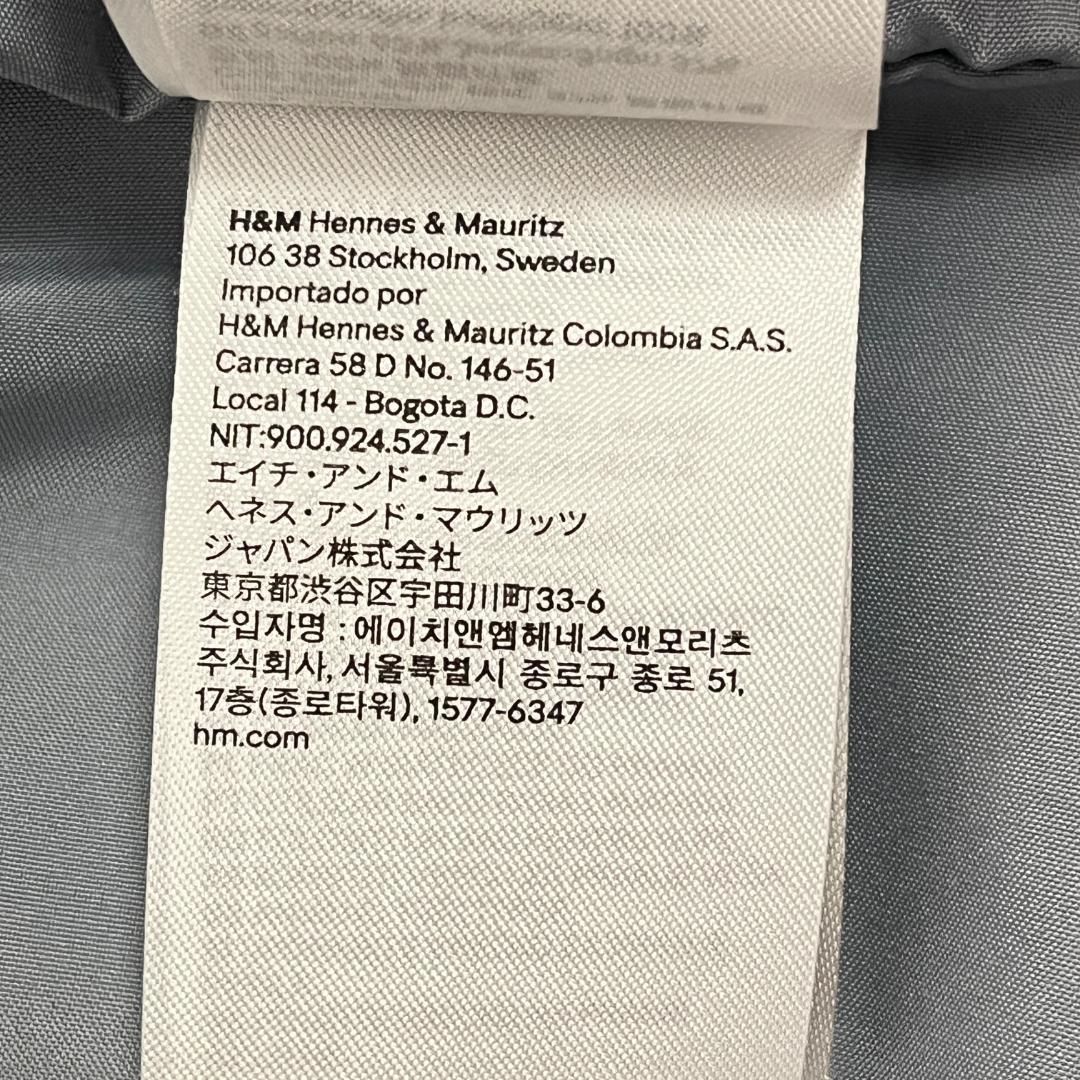 H&M Hennes & Mauritz
106 38 Stockholm, Sweden
Importado por
H&M Hennes & Mauritz Colombia S.A.S.
Carrera 58 D No. 146-51
Local 114 - Bogota D.C.
NIT:900.924.527-1
エイチ・アンド・エム
ヘネス・アンド・マウリッツ
ジャパン株式会社
東京都渋谷区宇田川町33-6
수입자명 : 에이치앤엠헤네스앤모리츠
주식회사, 서울특별시 종로구 종로 51,
17층(종로타워), 1577-6347
hm.com